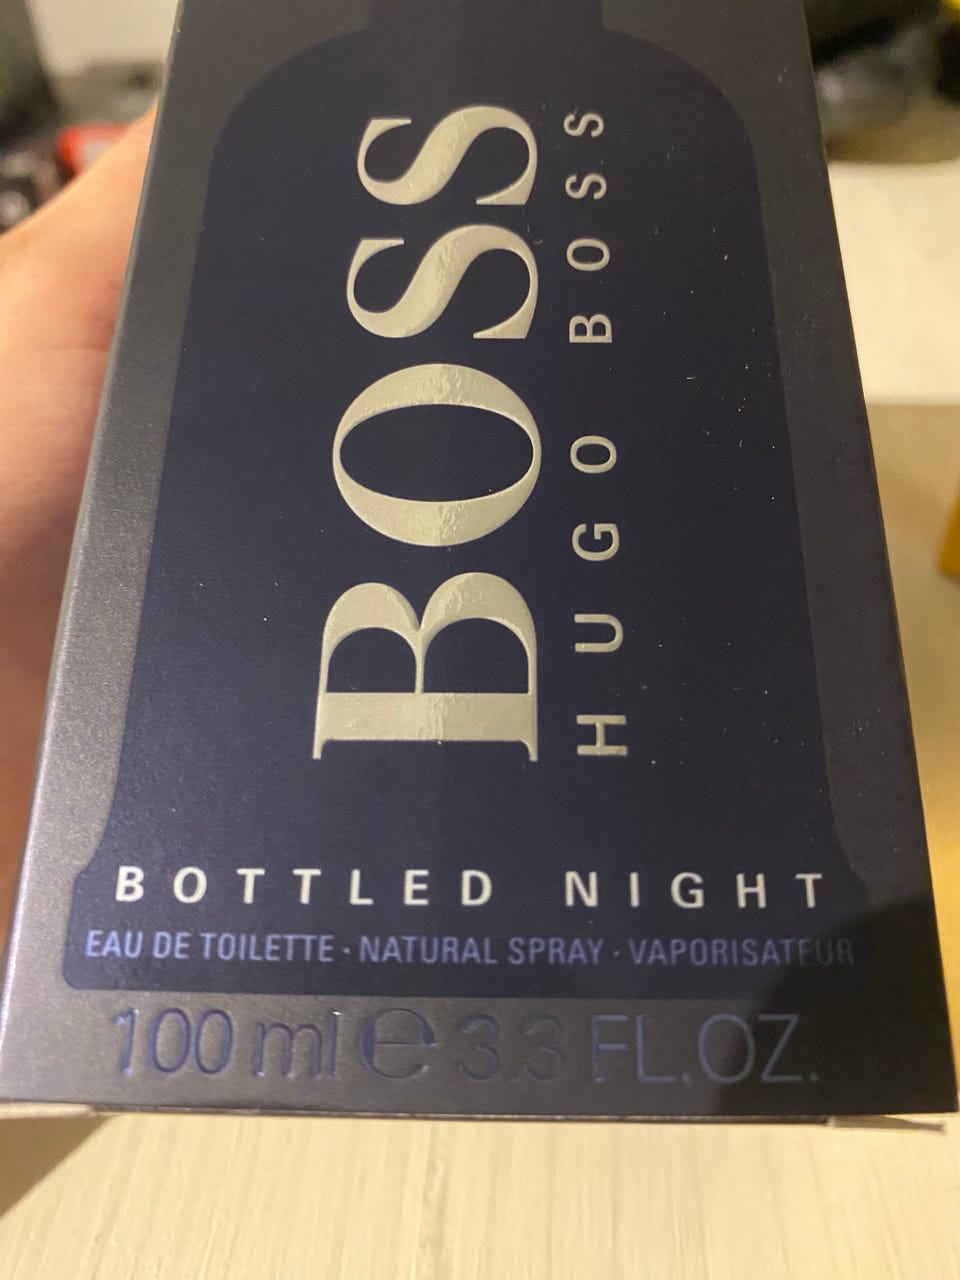 BOSS
HUGO BOSS
BOTTLED NIGHT
EAU DE TOILETTE · NATURAL SPRAY · VAPORISATEUR
100 ml ℮ 3.3 FL.OZ.